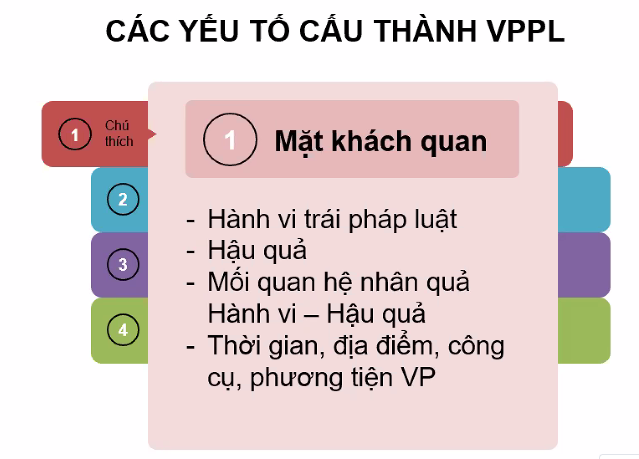 CÁC YẾU TỐ CẤU THÀNH VPPL
1 Chú
thích
1 Mặt khách quan
2
3
4
- Hành vi trái pháp luật
- Hậu quả
- Mối quan hệ nhân quả
Hành vi – Hậu quả
- Thời gian, địa điểm, công
cụ, phương tiện VP